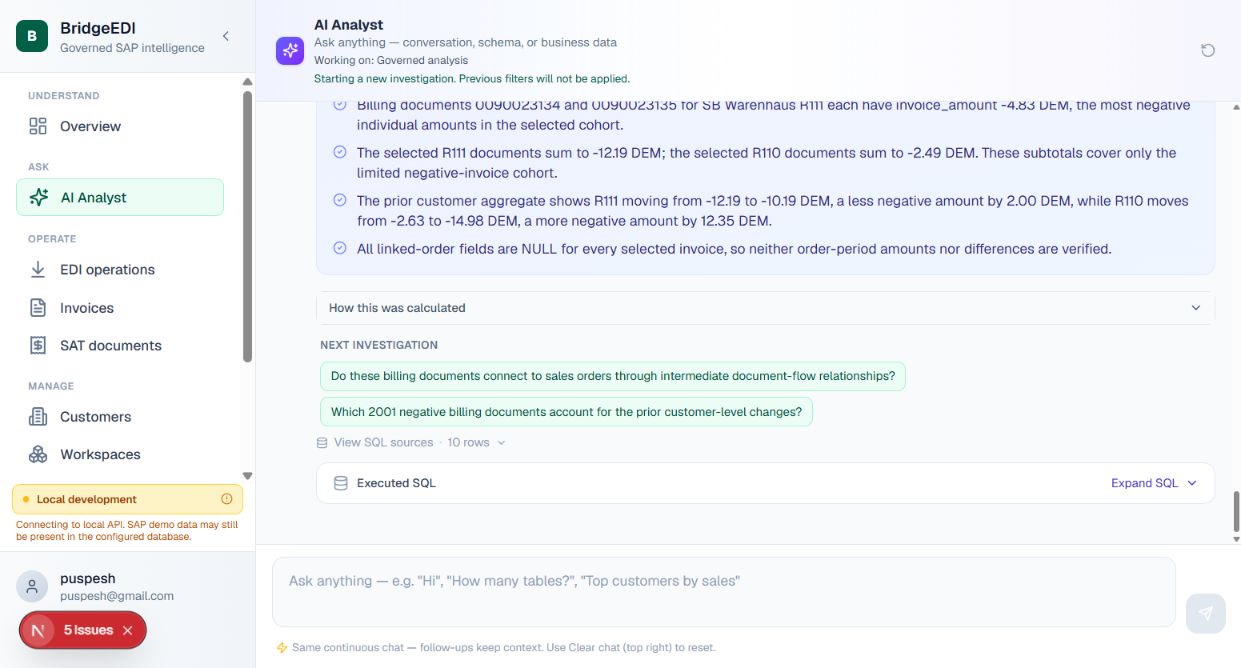 B
BridgeEDI
Governed SAP intelligence
UNDERSTAND
Overview
ASK
AI Analyst
OPERATE
EDI operations
Invoices
SAT documents
MANAGE
Customers
Workspaces
Local development
Connecting to local API. SAP demo data may still
be present in the configured database.
puspesh
puspesh@gmail.com
N 5 Issues
AI Analyst
Ask anything — conversation, schema, or business data
Working on: Governed analysis
Starting a new investigation. Previous filters will not be applied.
Billing documents 0090023134 and 0090023135 for SB Warenhaus R111 each have invoice_amount -4.83 DEM, the most negative
individual amounts in the selected cohort.
The selected R111 documents sum to -12.19 DEM; the selected R110 documents sum to -2.49 DEM. These subtotals cover only the
limited negative-invoice cohort.
The prior customer aggregate shows R111 moving from -12.19 to -10.19 DEM, a less negative amount by 2.00 DEM, while R110 moves
from -2.63 to -14.98 DEM, a more negative amount by 12.35 DEM.
All linked-order fields are NULL for every selected invoice, so neither order-period amounts nor differences are verified.
How this was calculated
NEXT INVESTIGATION
Do these billing documents connect to sales orders through intermediate document-flow relationships?
Which 2001 negative billing documents account for the prior customer-level changes?
View SQL sources · 10 rows
Executed SQL
Expand SQL
Ask anything — e.g. "Hi", "How many tables?", "Top customers by sales"
Same continuous chat — follow-ups keep context. Use Clear chat (top right) to reset.